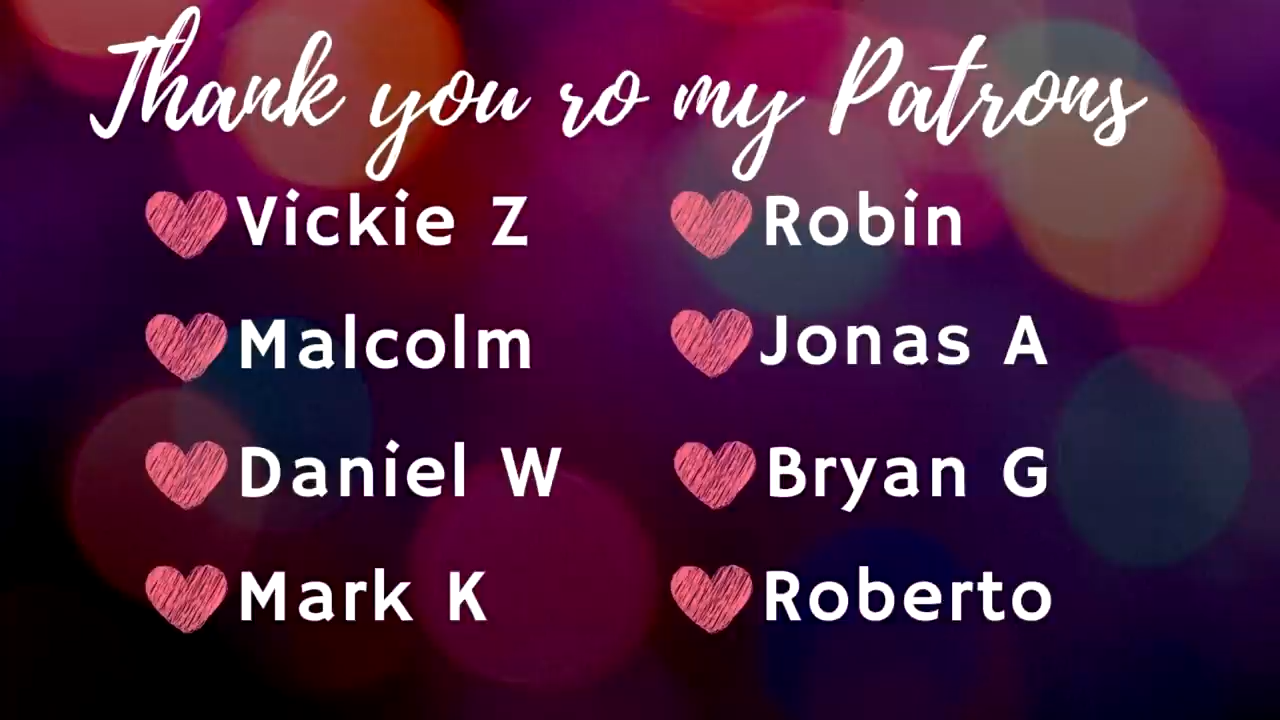 Thank you ro my Patrons
Vickie Z
Robin
Malcolm
Jonas A
Daniel W
Bryan G
Mark K
Roberto